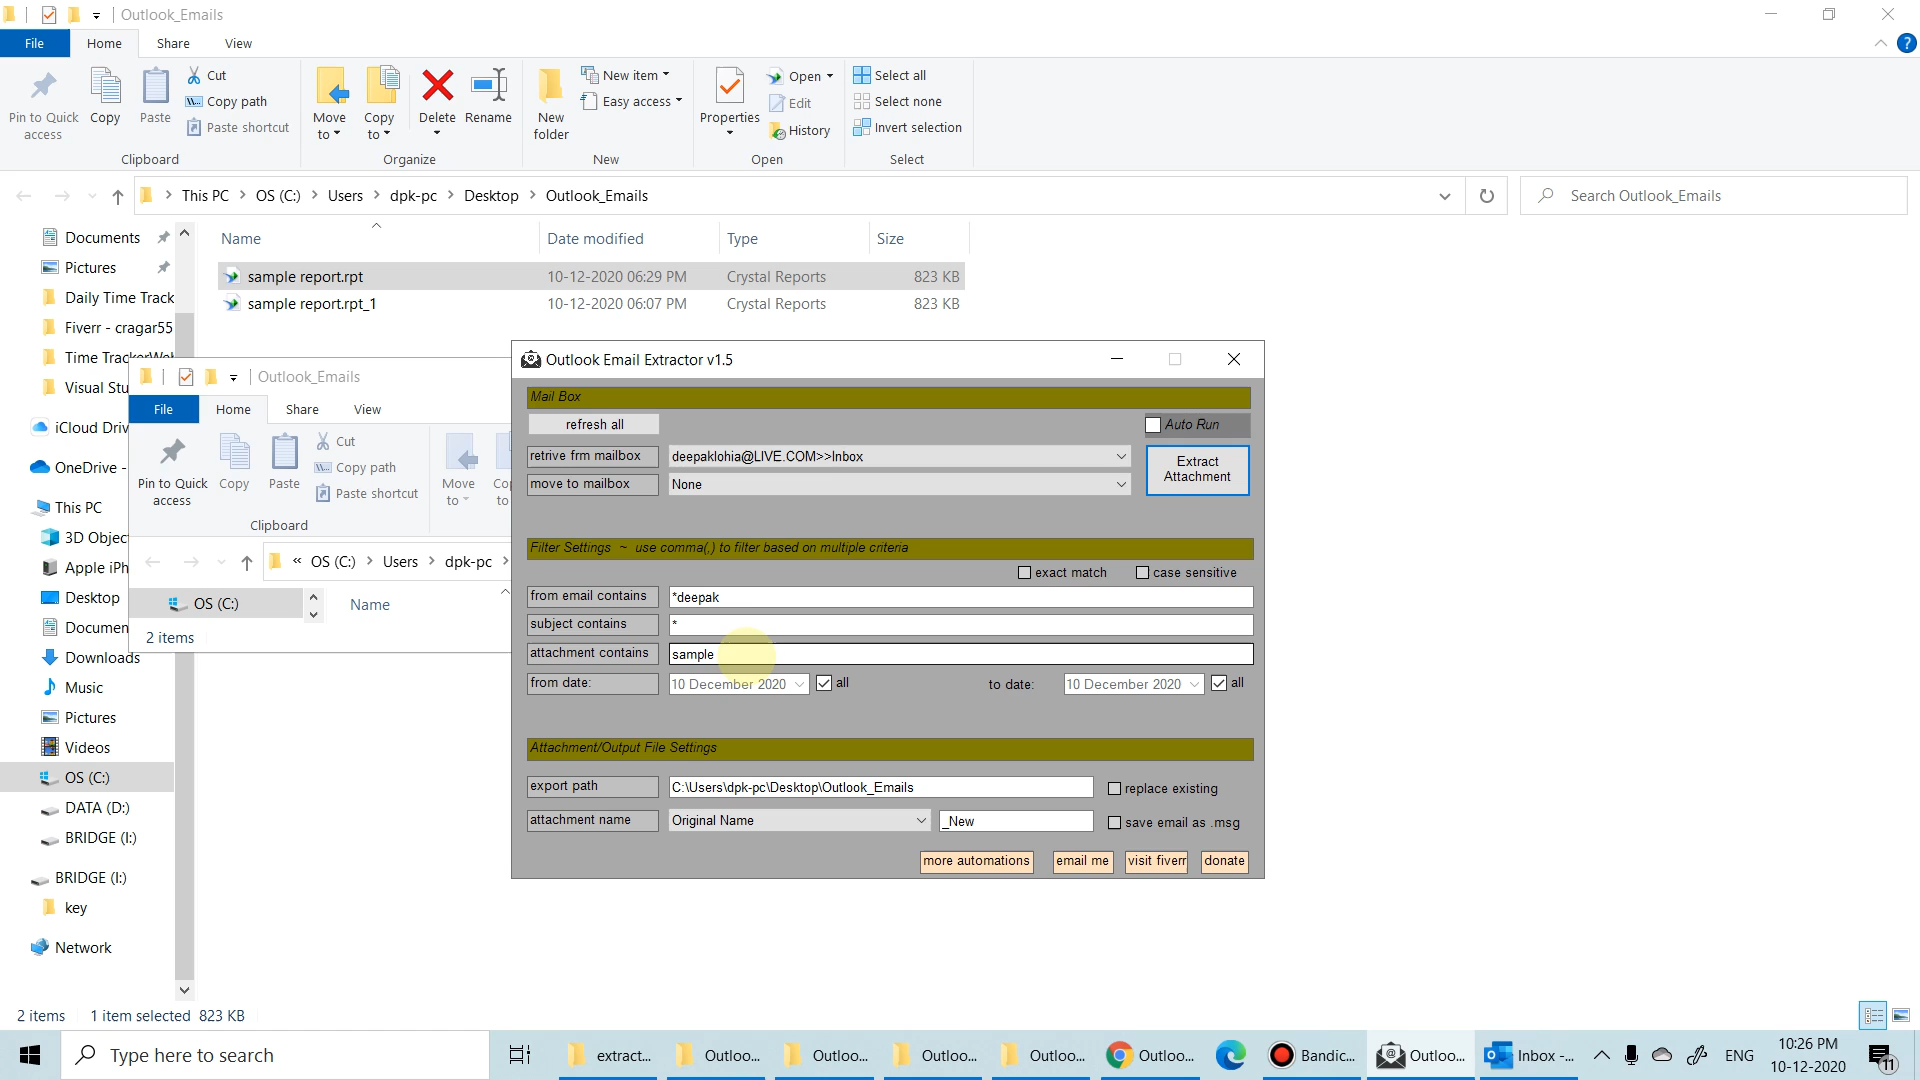 Outlook_Emails
File Home Share View
Pin to Quick access
Copy
Paste
Cut
Copy path
Paste shortcut
Clipboard
Move to
Copy to
Delete
Rename
Organize
New folder
New item
Easy access
New
Properties
Open
Edit
History
Open
Select all
Select none
Invert selection
Select
This PC > OS (C:) > Users > dpk-pc > Desktop > Outlook_Emails
Search Outlook_Emails
Name Date modified Type Size
sample report.rpt 10-12-2020 06:29 PM Crystal Reports 823 KB
sample report.rpt_1 10-12-2020 06:07 PM Crystal Reports 823 KB
Documents
Pictures
Daily Time Track
Fiverr - cragar55
Time TrackerWeb
Visual Stu
iCloud Driv
OneDrive -
This PC
3D Objec
Apple iPh
Desktop
Documen
Downloads
Music
Pictures
Videos
OS (C:)
DATA (D:)
BRIDGE (I:)
BRIDGE (I:)
key
Network
2 items 1 item selected 823 KB
Outlook_Emails
File Home Share View
Pin to Quick access
Copy
Paste
Cut
Copy path
Paste shortcut
Clipboard
Move to
« OS (C:) > Users > dpk-pc >
OS (C:)
Name
2 items
Outlook Email Extractor v1.5
Mail Box
refresh all
Auto Run
retrive frm mailbox deepaklohia@LIVE.COM>>Inbox
move to mailbox None
Extract Attachment
Filter Settings ~ use comma(,) to filter based on multiple criteria
exact match case sensitive
from email contains *deepak
subject contains *
attachment contains sample
from date: 10 December 2020 all to date: 10 December 2020 all
Attachment/Output File Settings
export path C:\Users\dpk-pc\Desktop\Outlook_Emails replace existing
attachment name Original Name _New save email as .msg
more automations email me visit fiverr donate
Type here to search
extract...
Outloo...
Outloo...
Outloo...
Outloo...
Outloo...
Bandic...
Outloo...
Inbox -...
ENG
10:26 PM
10-12-2020
11